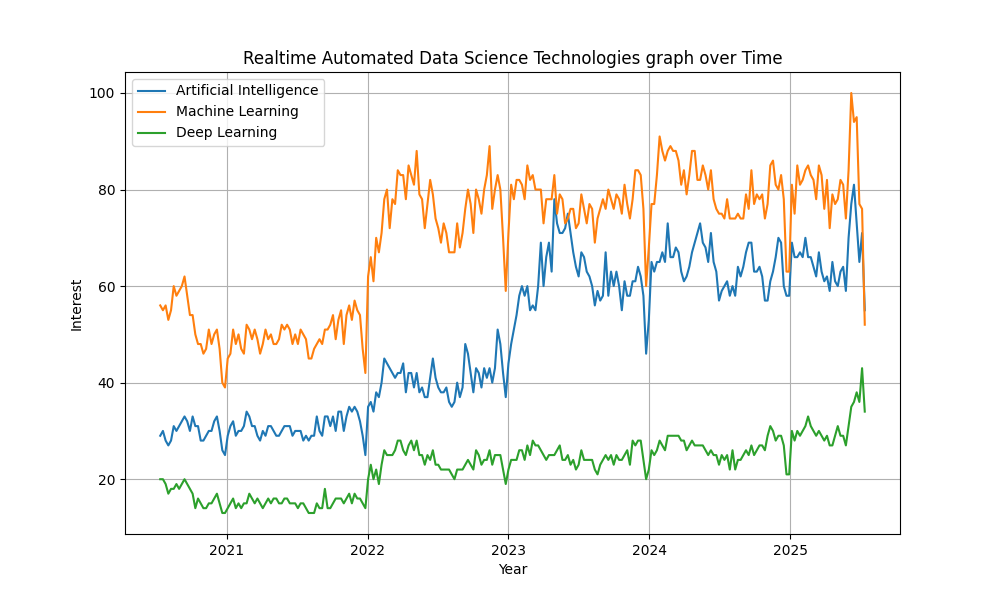 Realtime Automated Data Science Technologies graph over Time
Artificial Intelligence
Machine Learning
Deep Learning
100
80
60
40
20
Interest
2021 2022 2023 2024 2025
Year